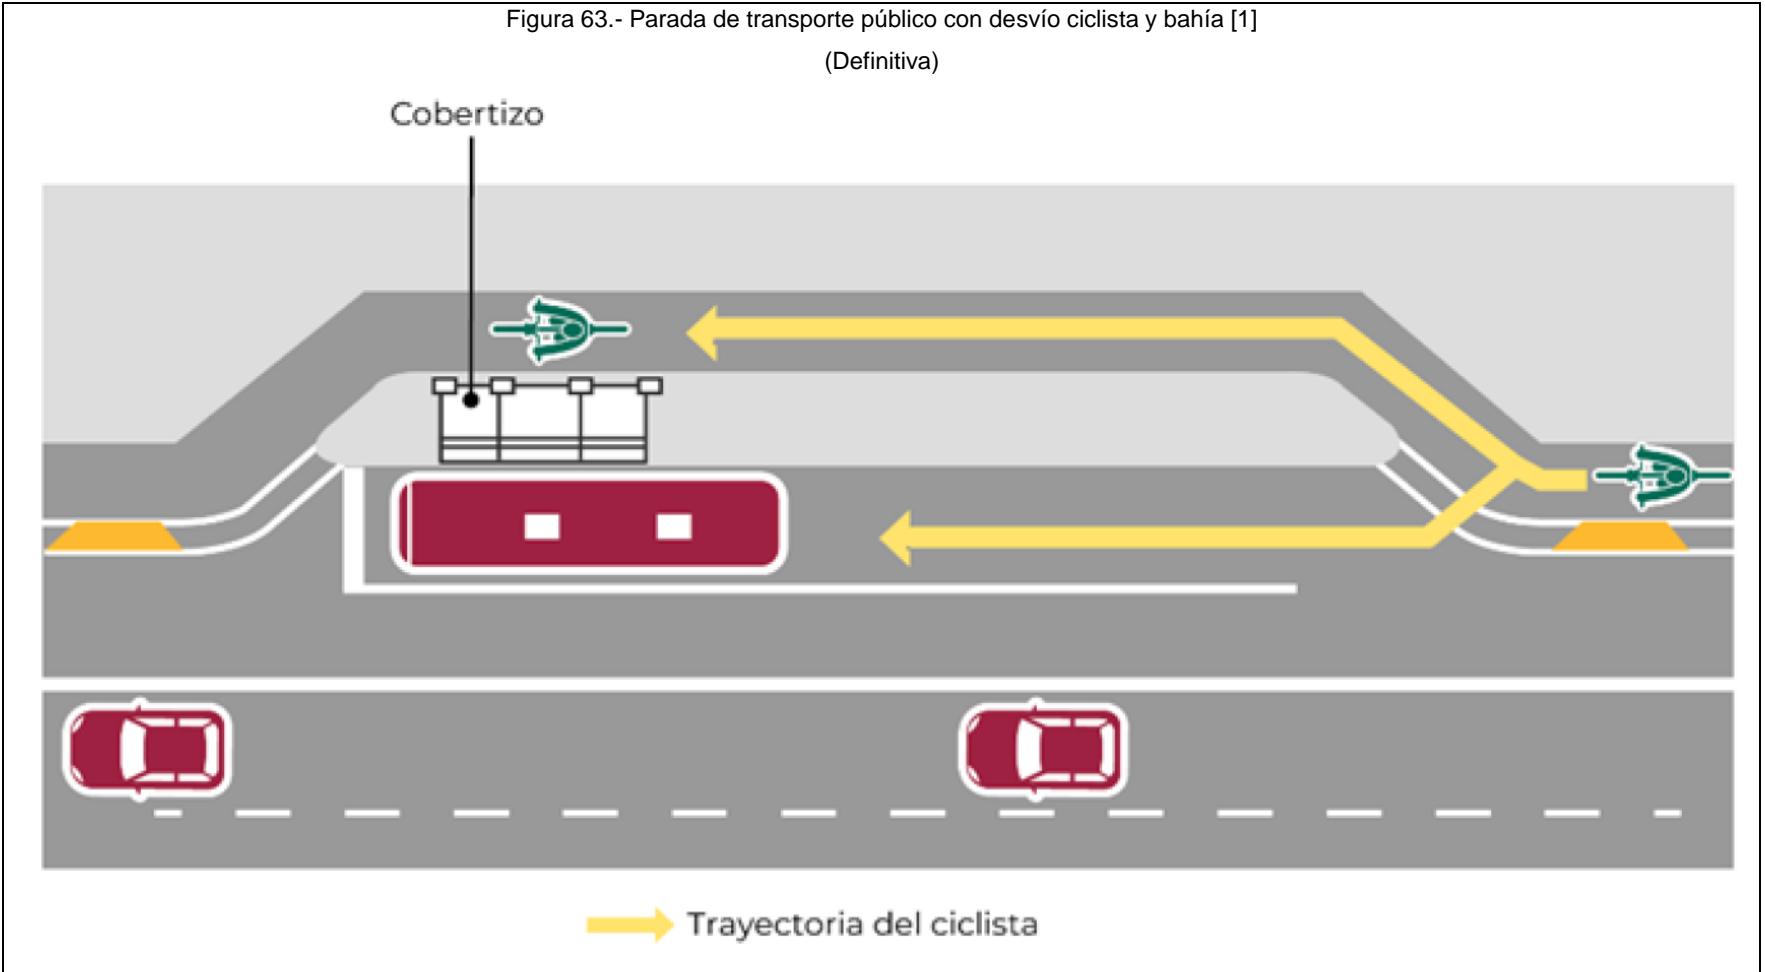 Figura 63.- Parada de transporte público con desvío ciclista y bahía [1]
(Definitiva)
Cobertizo
Trayectoria del ciclista